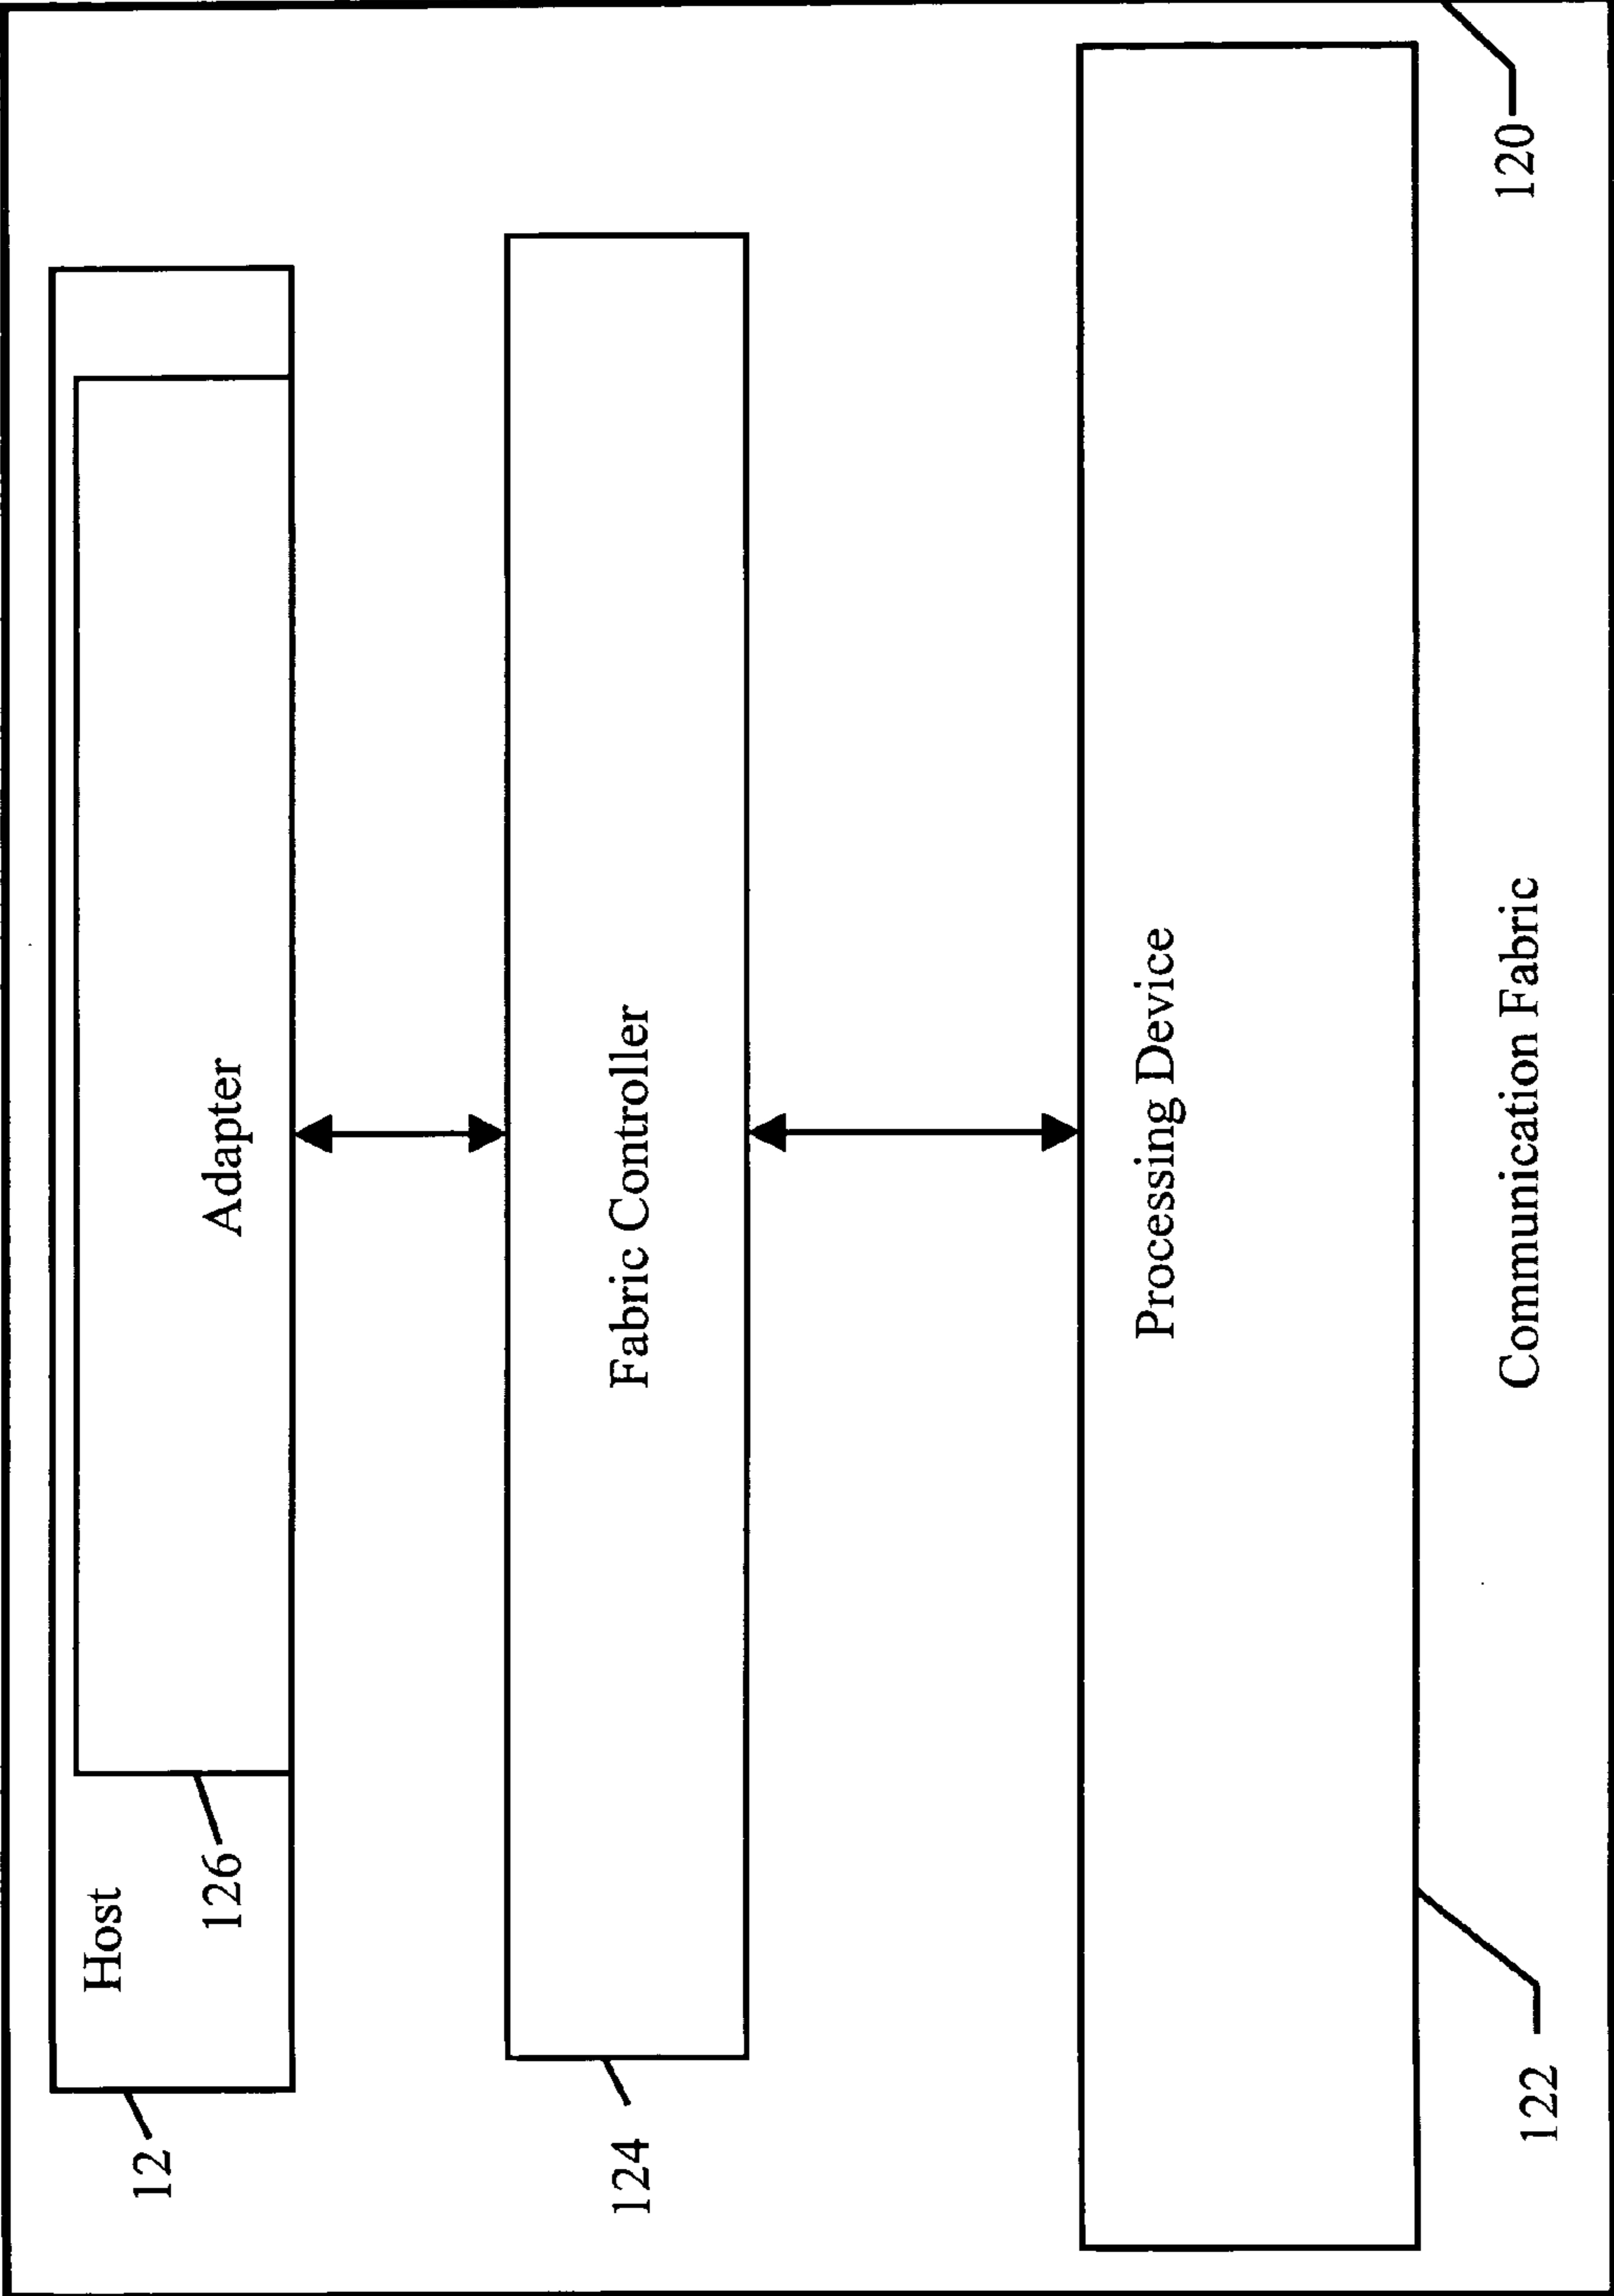 12
Host
126
Adapter
124
Fabric Controller
Processing Device
122
Communication Fabric
120